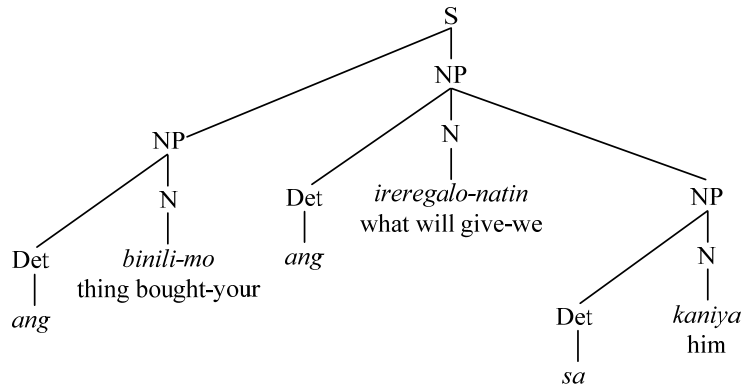 S
NP
NP
N
Det
ireregalo-natin
what will give-we
NP
N
Det
binili-mo
thing bought-your
ang
ang
N
Det
kaniya
him
sa